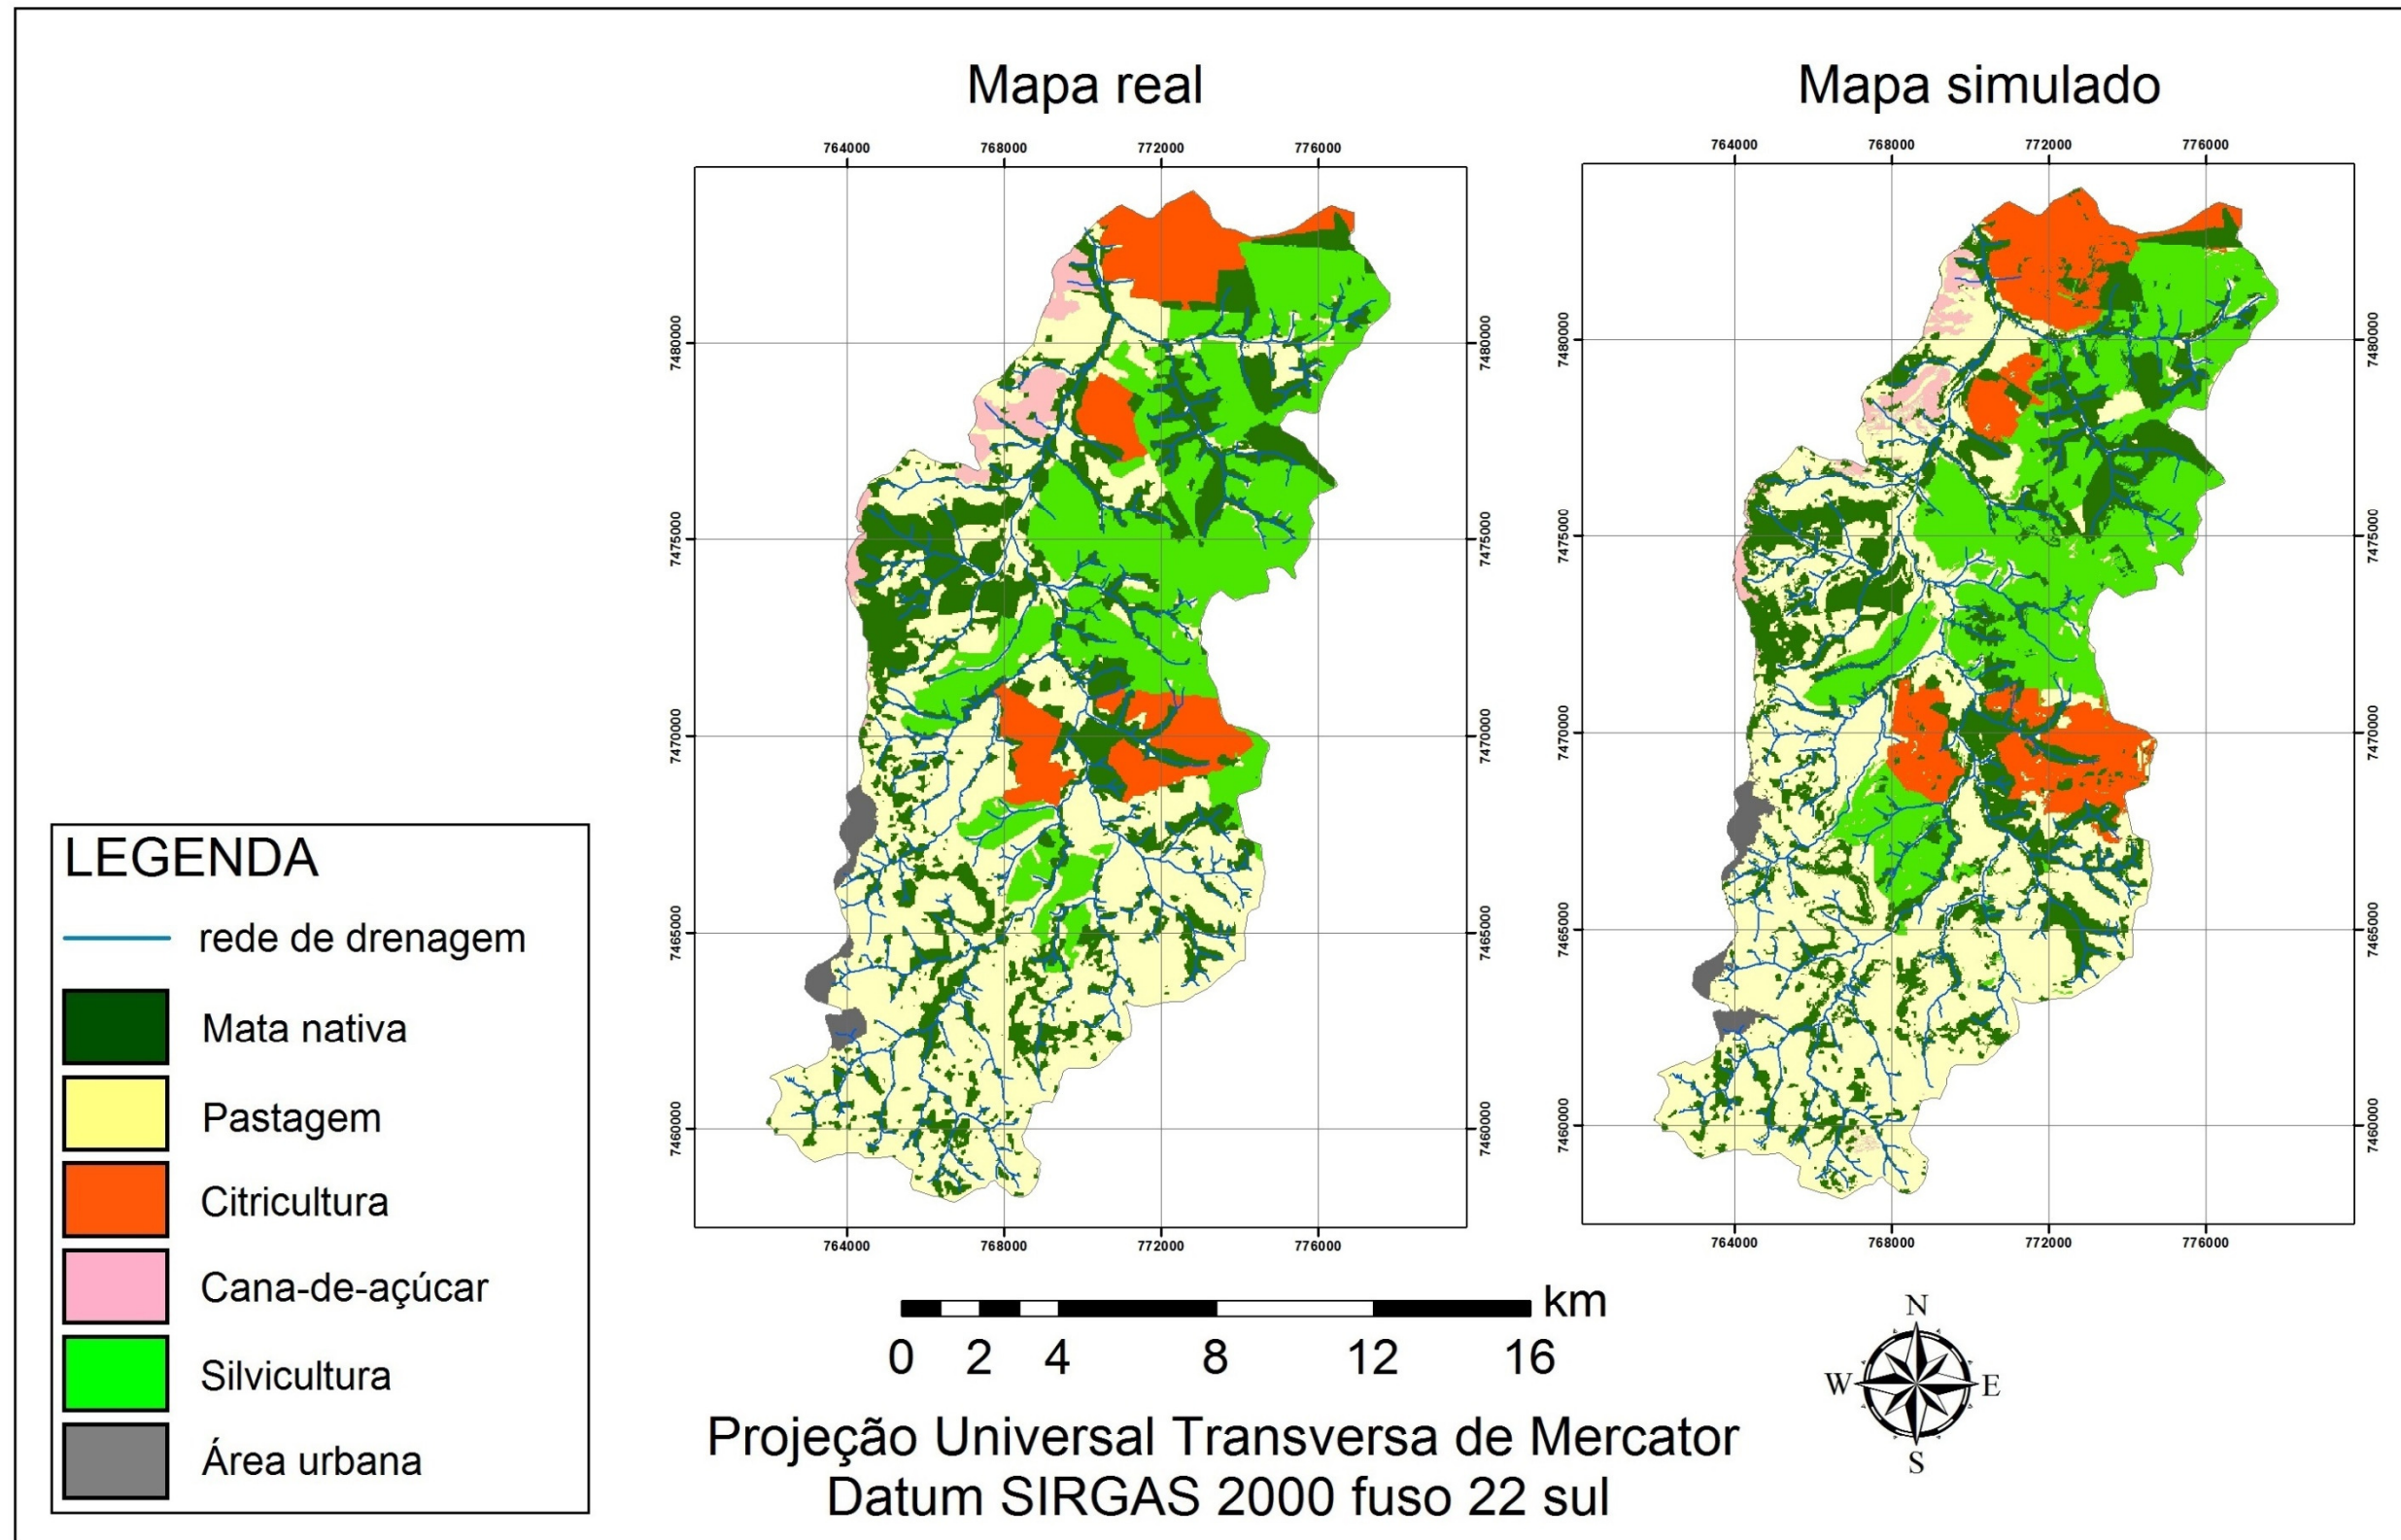 Mapa real
Mapa simulado
764000 768000 772000 776000
764000 768000 772000 776000
7480000 7480000 7480000 7480000
7475000 7475000 7475000 7475000
7470000 7470000 7470000 7470000
7465000 7465000 7465000 7465000
7460000 7460000 7460000 7460000
764000 768000 772000 776000
764000 768000 772000 776000
LEGENDA
rede de drenagem
Mata nativa
Pastagem
Citricultura
Cana-de-açúcar
Silvicultura
Área urbana
km
0 2 4 8 12 16
Projeção Universal Transversa de Mercator
Datum SIRGAS 2000 fuso 22 sul
N
W E
S